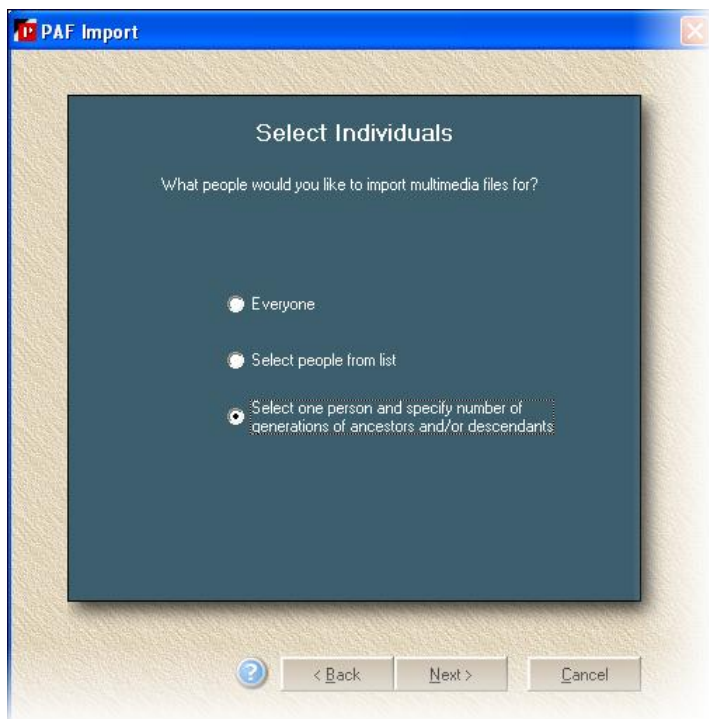 PAF Import
Select Individuals
What people would you like to import multimedia files for?
Everyone
Select people from list
Select one person and specify number of
generations of ancestors and/or descendants
?
< Back
Next >
Cancel